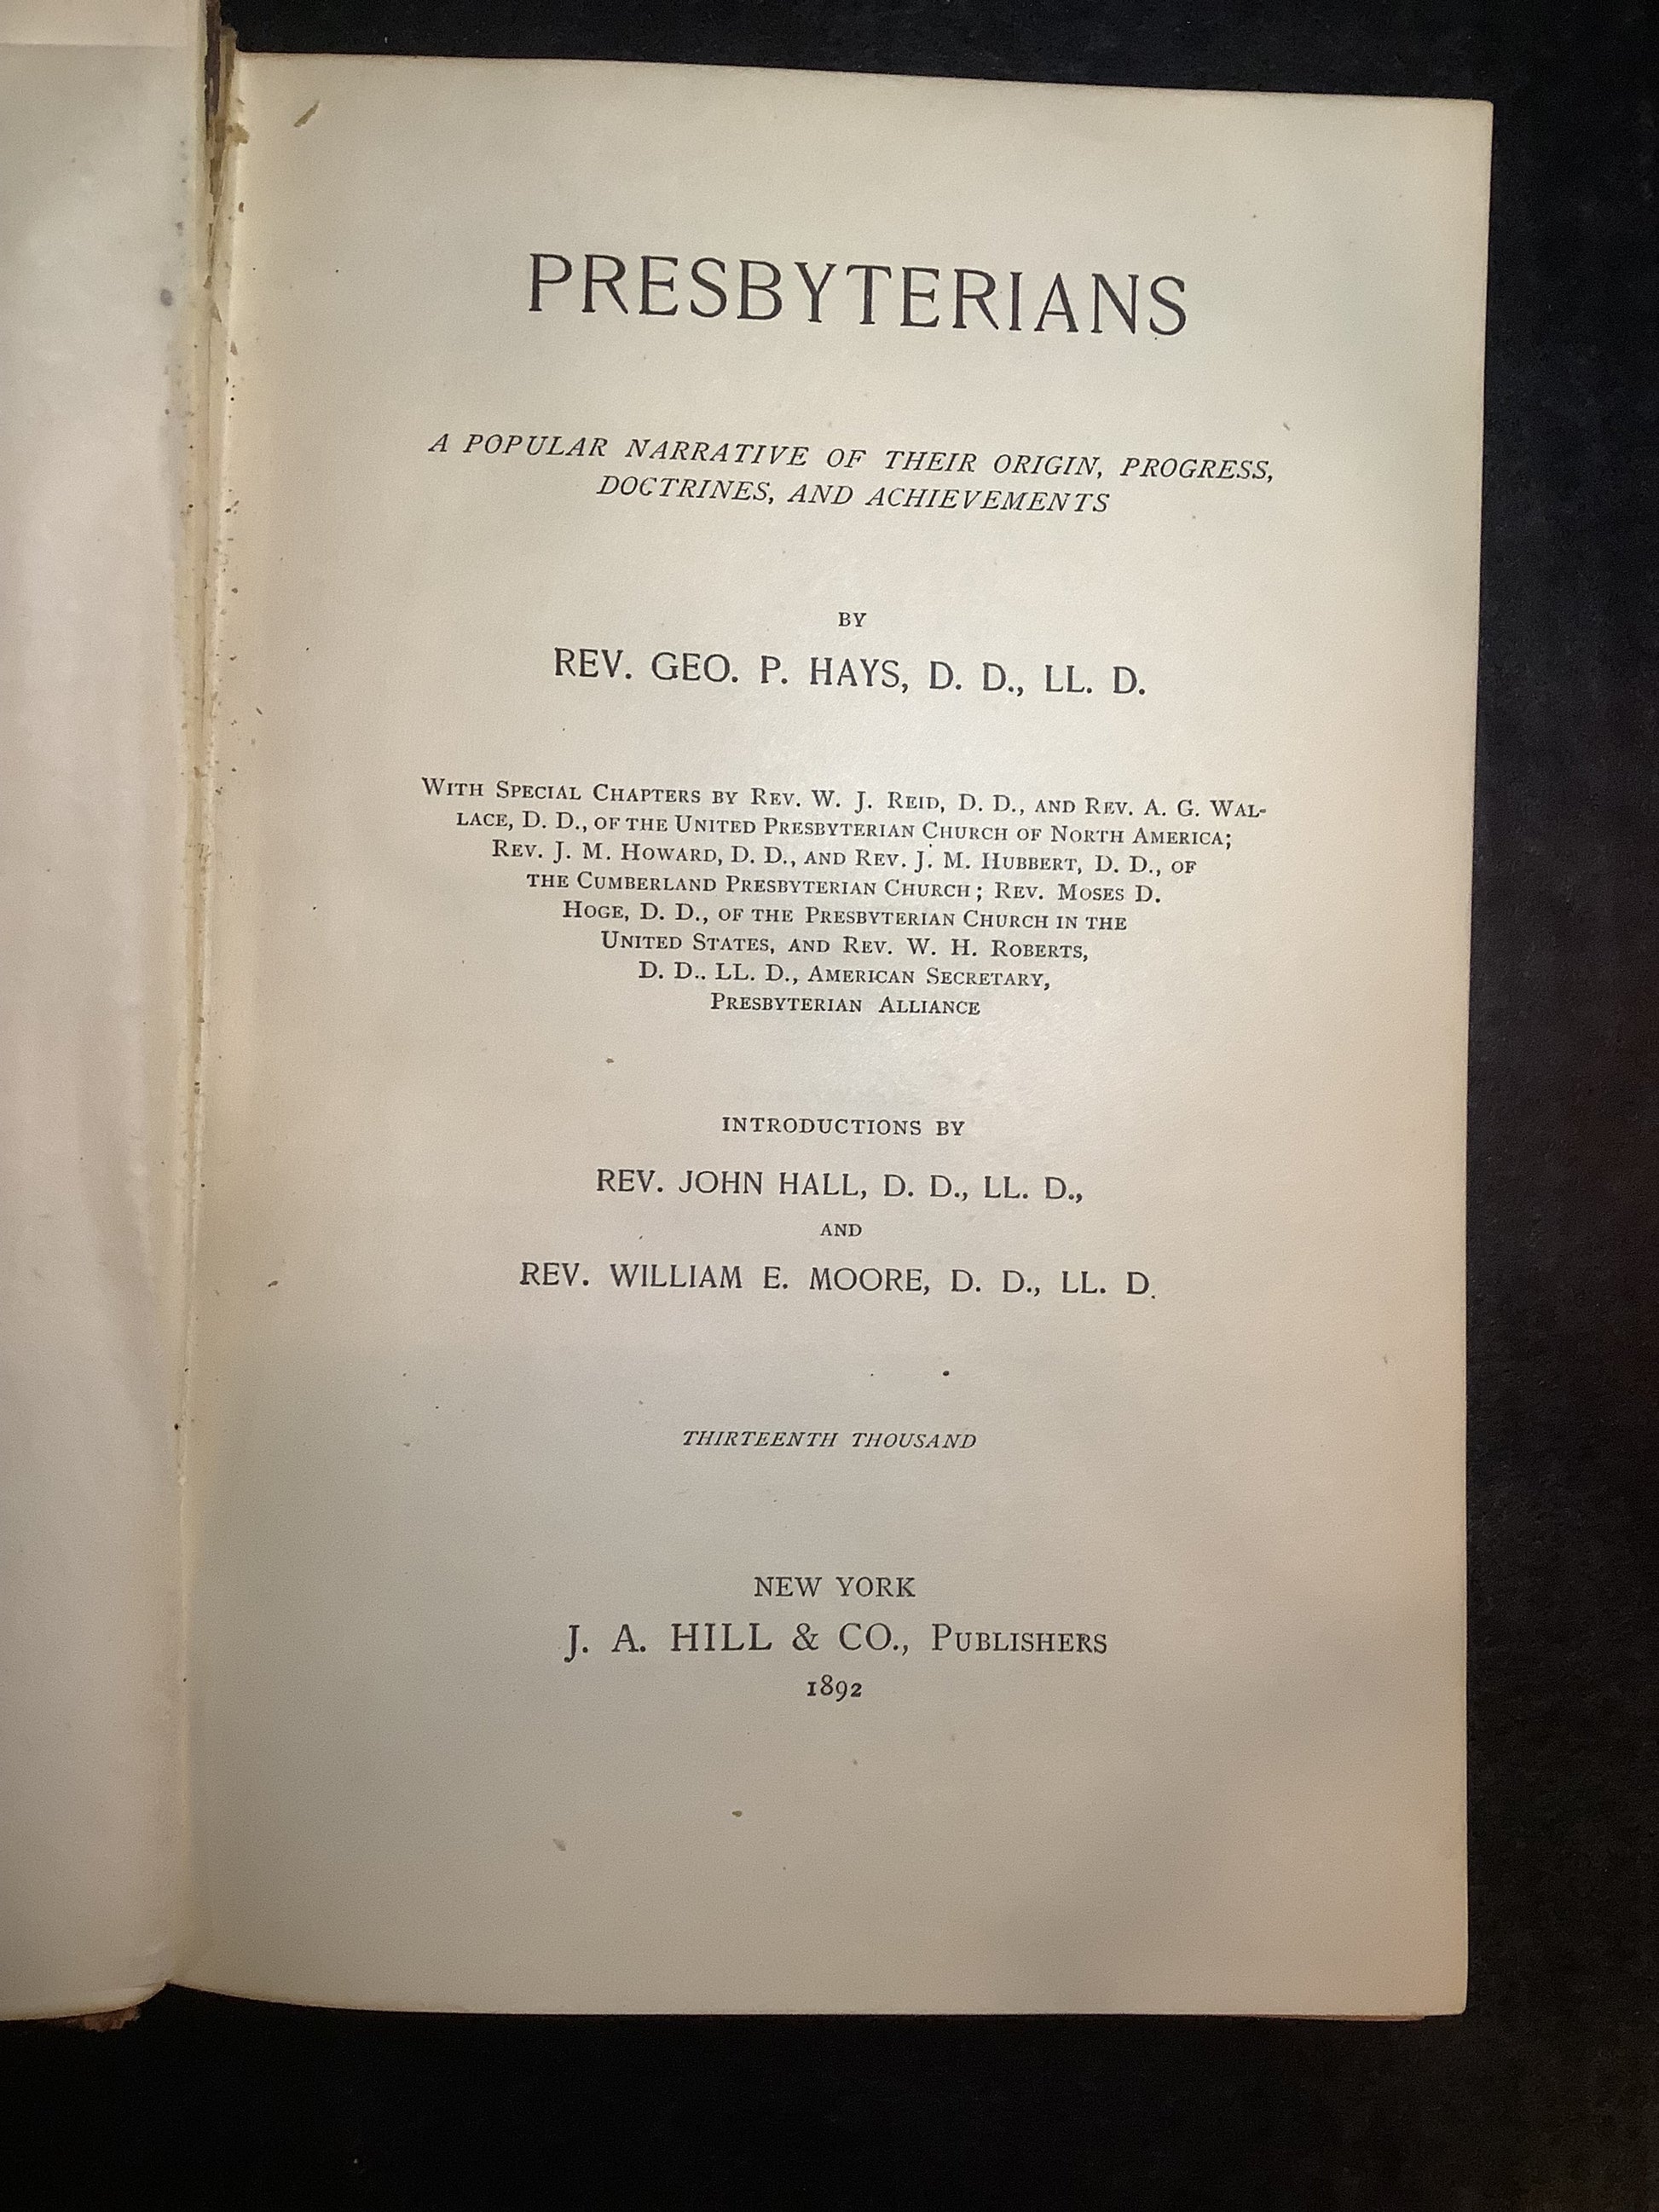 PRESBYTERIANS
A POPULAR NARRATIVE OF THEIR ORIGIN, PROGRESS,
DOCTRINES, AND ACHIEVEMENTS
BY
REV. GEO. P. HAYS, D. D., LL. D.
WITH SPECIAL CHAPTERS BY REV. W. J. REID, D. D., AND REV. A. G. WAL-
LACE, D. D., OF THE UNITED PRESBYTERIAN CHURCH OF NORTH AMERICA;
REV. J. M. HOWARD, D. D., AND REV. J. M. HUBBERT, D. D., OF
THE CUMBERLAND PRESBYTERIAN CHURCH; REV. MOSES D.
HOGE, D. D., OF THE PRESBYTERIAN CHURCH IN THE
UNITED STATES, AND REV. W. H. ROBERTS,
D. D.. LL. D., AMERICAN SECRETARY,
PRESBYTERIAN ALLIANCE
INTRODUCTIONS BY
REV. JOHN HALL, D. D., LL. D.,
AND
REV. WILLIAM E. MOORE, D. D., LL. D.
THIRTEENTH THOUSAND
NEW YORK
J. A. HILL & CO., PUBLISHERS
1892